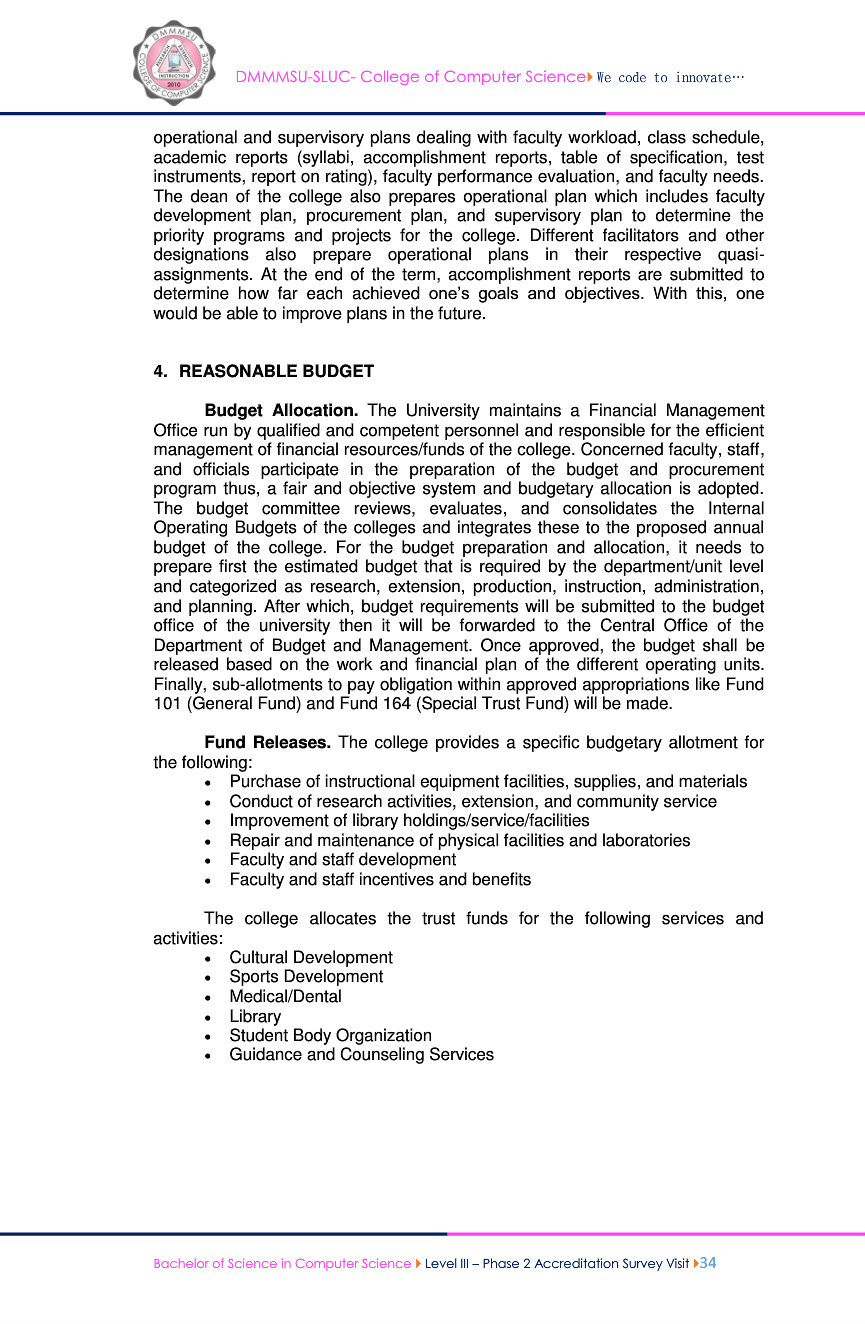 DMMMSU
COLLEGE OF COMPUTER SCIENCE
RESEARCH
EXTENSION
INSTRUCTION
2010
DMMMSU-SLUC- College of Computer Science We code to innovate…
operational and supervisory plans dealing with faculty workload, class schedule,
academic reports (syllabi, accomplishment reports, table of specification, test
instruments, report on rating), faculty performance evaluation, and faculty needs.
The dean of the college also prepares operational plan which includes faculty
development plan, procurement plan, and supervisory plan to determine the
priority programs and projects for the college. Different facilitators and other
designations also prepare operational plans in their respective quasi-
assignments. At the end of the term, accomplishment reports are submitted to
determine how far each achieved one’s goals and objectives. With this, one
would be able to improve plans in the future.
4. REASONABLE BUDGET
Budget Allocation. The University maintains a Financial Management
Office run by qualified and competent personnel and responsible for the efficient
management of financial resources/funds of the college. Concerned faculty, staff,
and officials participate in the preparation of the budget and procurement
program thus, a fair and objective system and budgetary allocation is adopted.
The budget committee reviews, evaluates, and consolidates the Internal
Operating Budgets of the colleges and integrates these to the proposed annual
budget of the college. For the budget preparation and allocation, it needs to
prepare first the estimated budget that is required by the department/unit level
and categorized as research, extension, production, instruction, administration,
and planning. After which, budget requirements will be submitted to the budget
office of the university then it will be forwarded to the Central Office of the
Department of Budget and Management. Once approved, the budget shall be
released based on the work and financial plan of the different operating units.
Finally, sub-allotments to pay obligation within approved appropriations like Fund
101 (General Fund) and Fund 164 (Special Trust Fund) will be made.
Fund Releases. The college provides a specific budgetary allotment for
the following:
• Purchase of instructional equipment facilities, supplies, and materials
• Conduct of research activities, extension, and community service
• Improvement of library holdings/service/facilities
• Repair and maintenance of physical facilities and laboratories
• Faculty and staff development
• Faculty and staff incentives and benefits
The college allocates the trust funds for the following services and
activities:
• Cultural Development
• Sports Development
• Medical/Dental
• Library
• Student Body Organization
• Guidance and Counseling Services
Bachelor of Science in Computer Science Level III – Phase 2 Accreditation Survey Visit 34